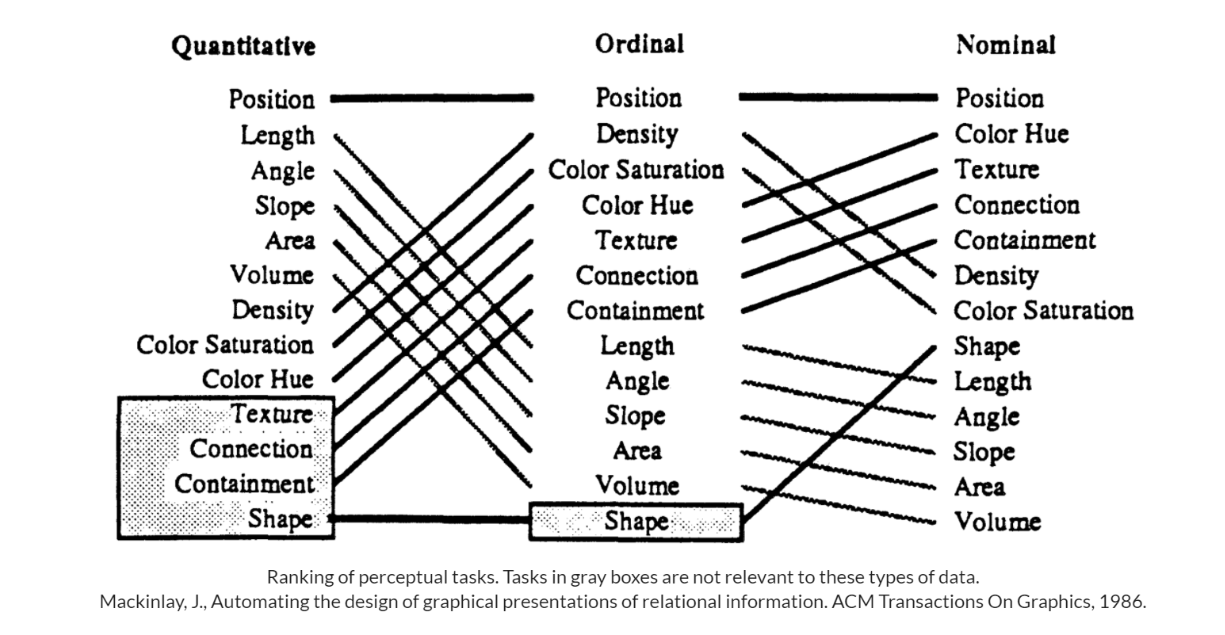 Quantitative Ordinal Nominal
Position Position Position
Length Density Color Hue
Angle Color Saturation Texture
Slope Color Hue Connection
Area Texture Containment
Volume Connection Density
Density Containment Color Saturation
Color Saturation Length Shape
Color Hue Angle Length
Texture Slope Angle
Connection Area Slope
Containment Volume Area
Shape Shape Volume
Ranking of perceptual tasks. Tasks in gray boxes are not relevant to these types of data.
Mackinlay, J., Automating the design of graphical presentations of relational information. ACM Transactions On Graphics, 1986.